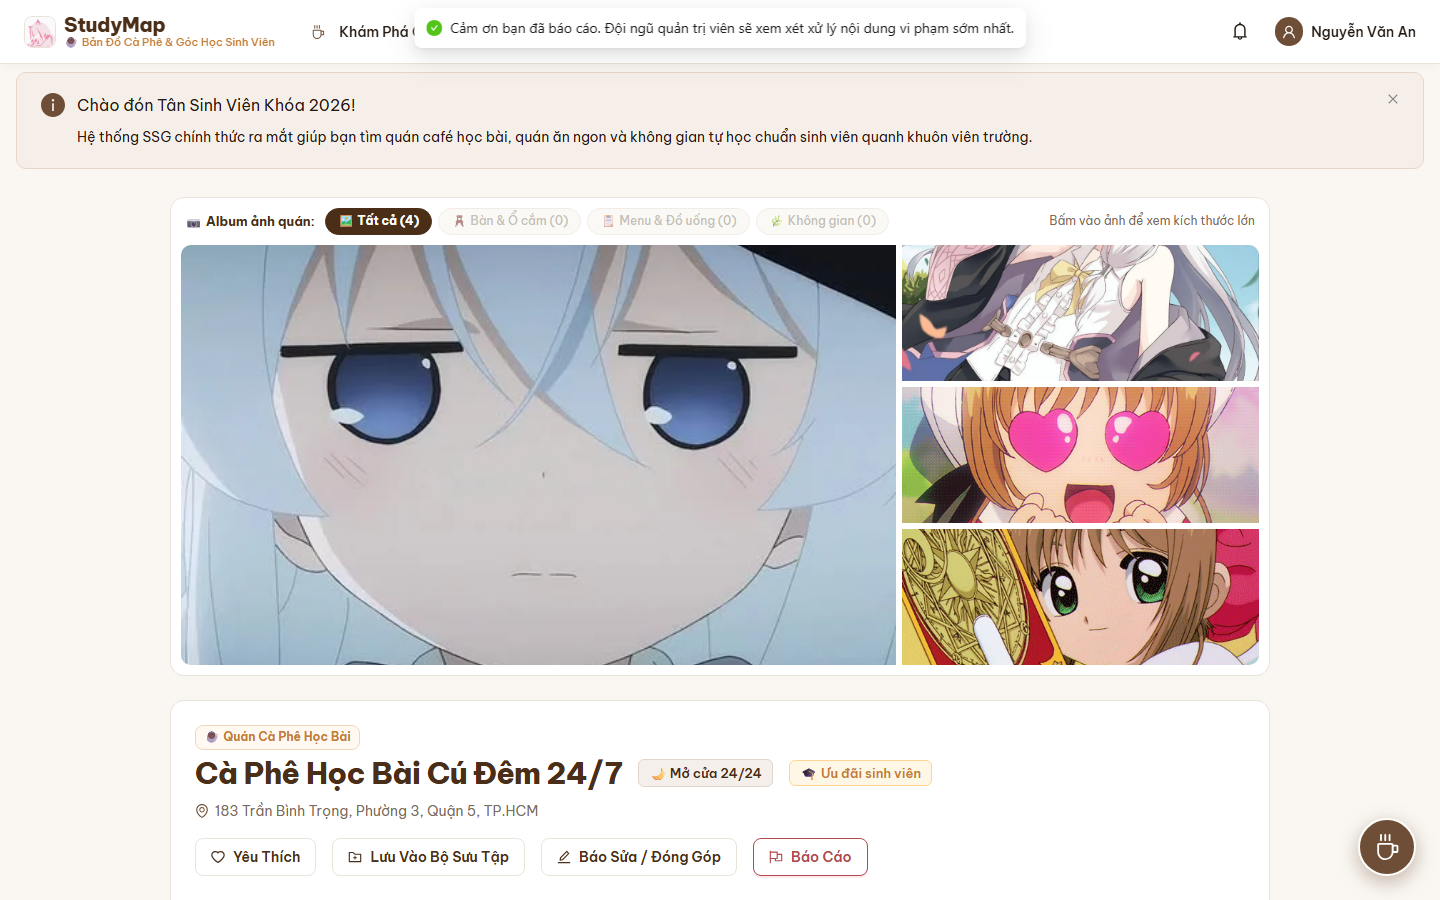 StudyMap
Bản Đồ Cà Phê & Góc Học Sinh Viên
Khám Phá
Cảm ơn bạn đã báo cáo. Đội ngũ quản trị viên sẽ xem xét xử lý nội dung vi phạm sớm nhất.
Nguyễn Văn An
Chào đón Tân Sinh Viên Khóa 2026!
Hệ thống SSG chính thức ra mắt giúp bạn tìm quán café học bài, quán ăn ngon và không gian tự học chuẩn sinh viên quanh khuôn viên trường.
Album ảnh quán:
Tất cả (4)
Bàn & Ổ cắm (0)
Menu & Đồ uống (0)
Không gian (0)
Bấm vào ảnh để xem kích thước lớn
Quán Cà Phê Học Bài
Cà Phê Học Bài Cú Đêm 24/7
Mở cửa 24/24
Ưu đãi sinh viên
183 Trần Bình Trọng, Phường 3, Quận 5, TP.HCM
Yêu Thích
Lưu Vào Bộ Sưu Tập
Báo Sửa / Đóng Góp
Báo Cáo